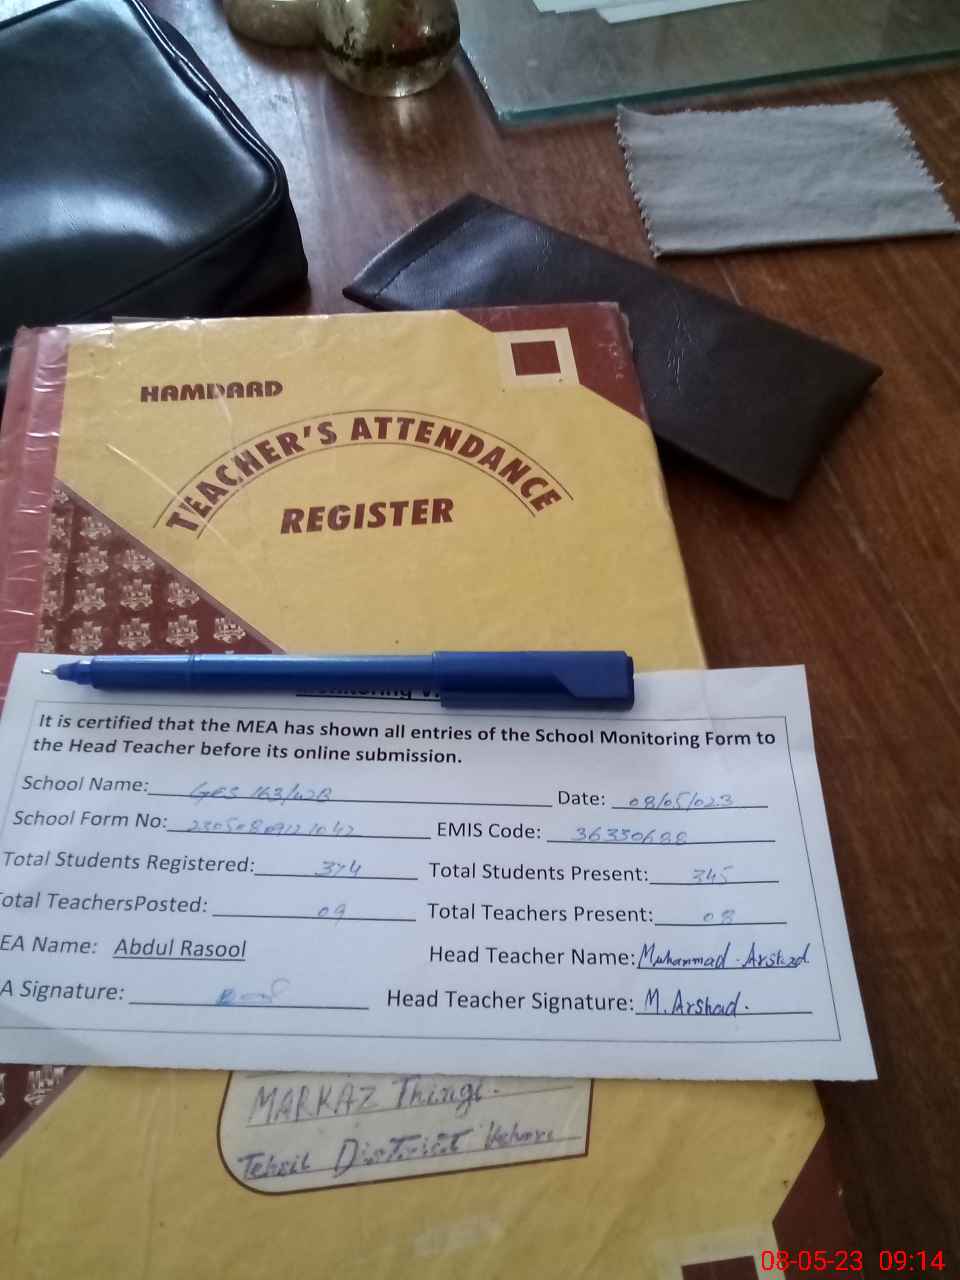 HAMDARD
TEACHER'S ATTENDANCE
REGISTER
It is certified that the MEA has shown all entries of the School Monitoring Form to
the Head Teacher before its online submission.
School Name: GES 163/WB Date: 08/05/023
School Form No: EMIS Code:
Total Students Registered: 374 Total Students Present: 345
otal TeachersPosted: 09 Total Teachers Present: 08
EA Name: Abdul Rasool Head Teacher Name: Muhammad Arshad
A Signature: Head Teacher Signature: M. Arshad.
MARKAZ Thingi.
Tehsil District Vehari
08-05-23 09:14